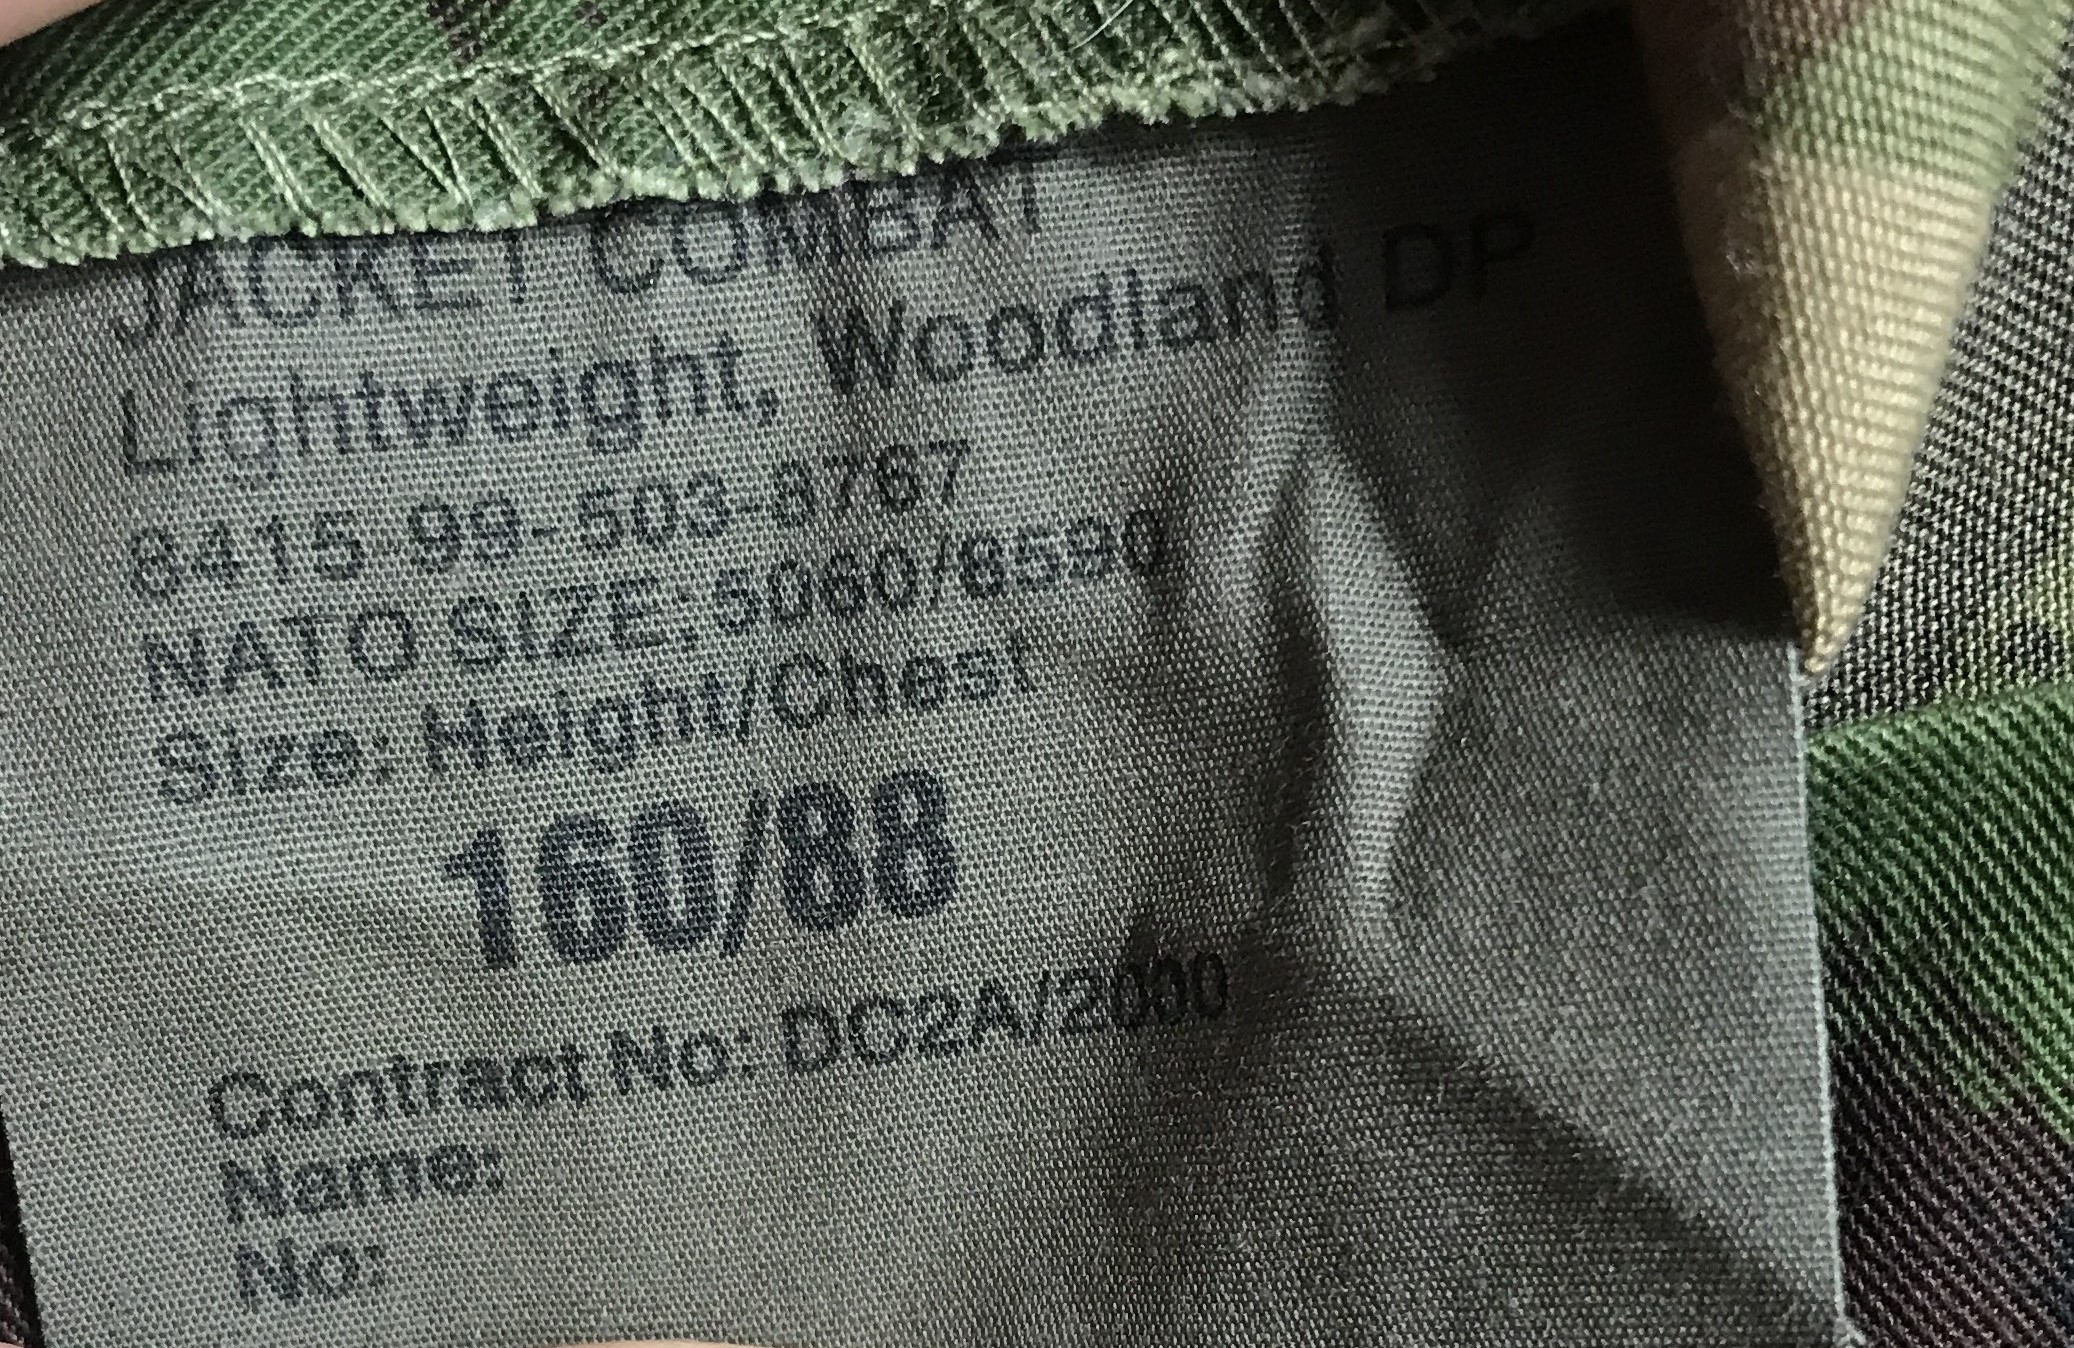 JACKET COMBAT
Lightweight, Woodland DP
8415-99-503-8767
NATO SIZE: 5060/8590
Size: Height/Chest
160/88
Contract No: DC2A/2000
Name:
No: